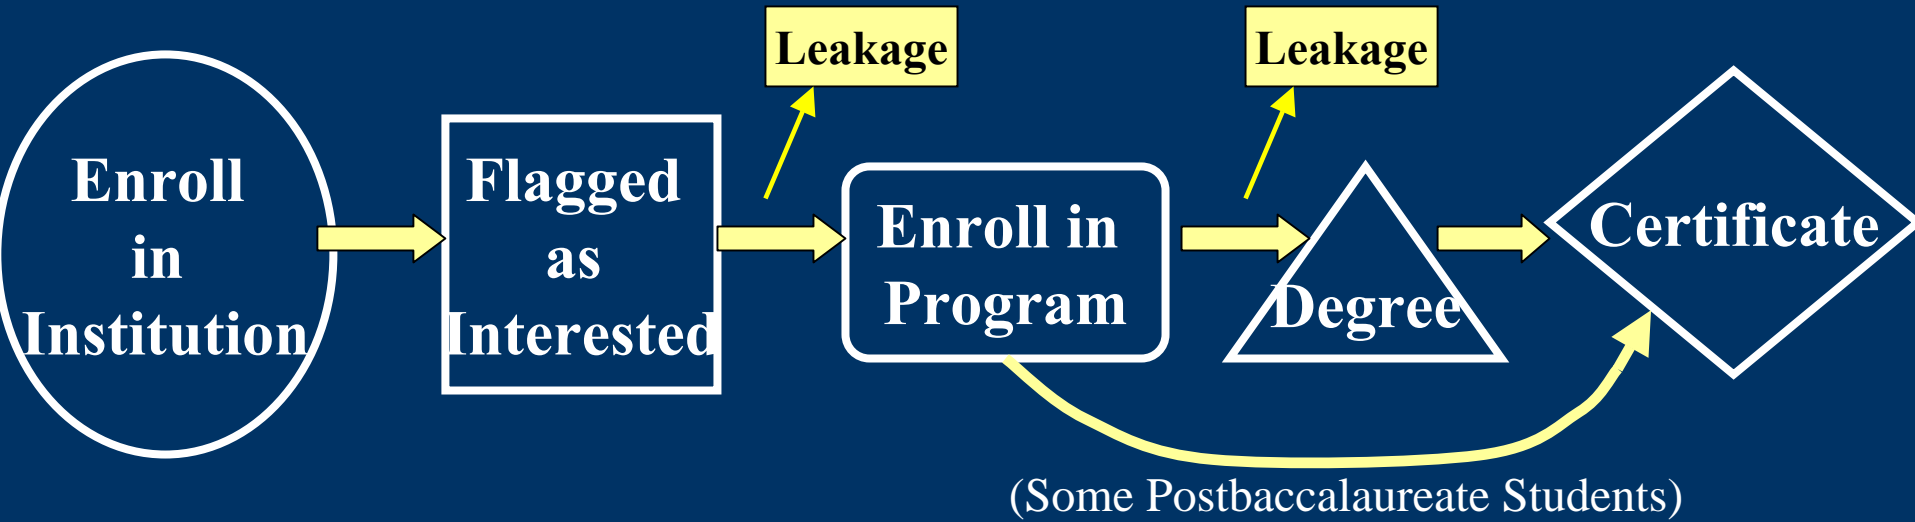 Leakage
Leakage
Enroll
in
Institution
Flagged
as
Interested
Enroll in
Program
Degree
Certificate
(Some Postbaccalaureate Students)